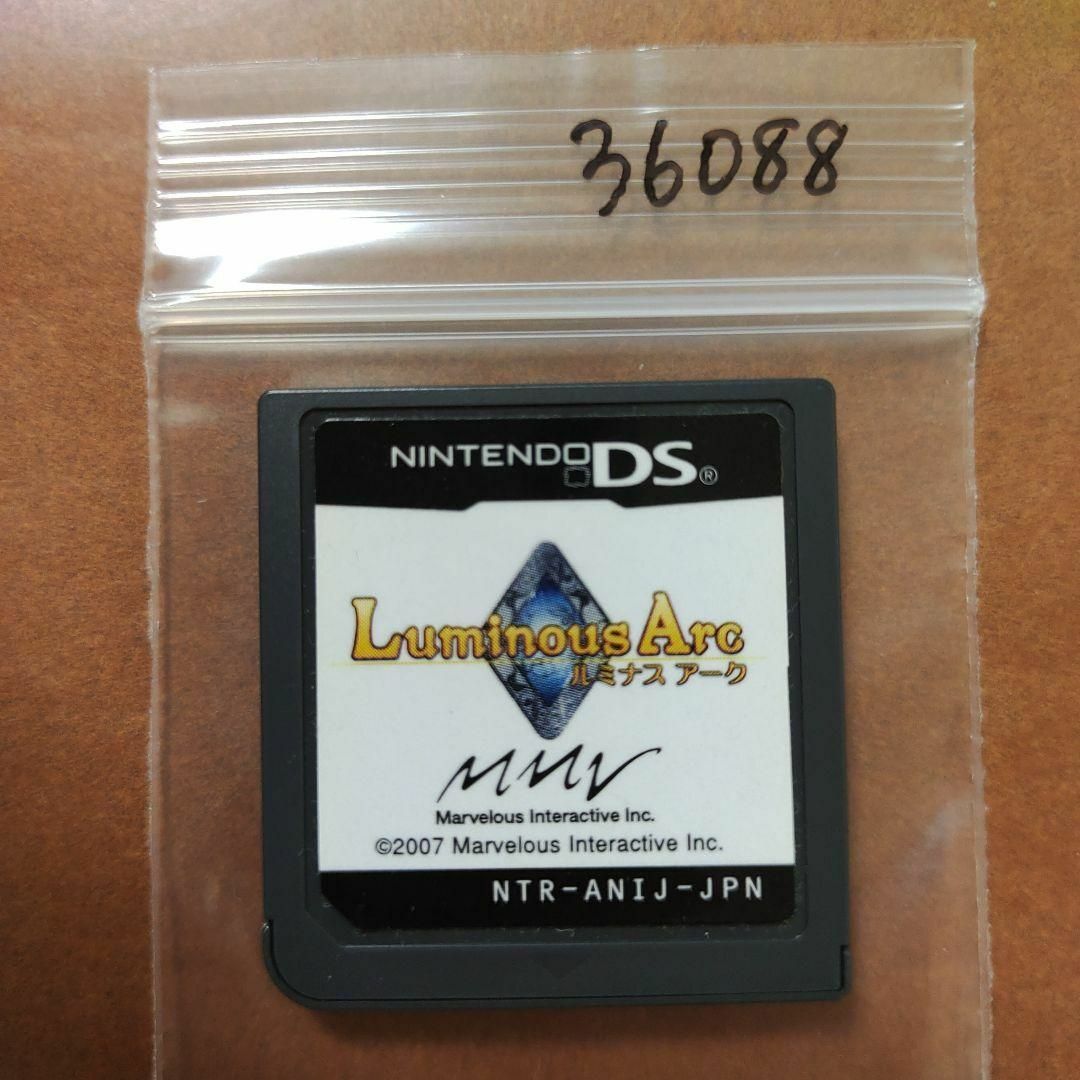 36088
NINTENDO DS®
LUMINOUS ARC
ルミナス アーク
MMV
Marvelous Interactive Inc.
©2007 Marvelous Interactive Inc.
NTR-ANIJ-JPN